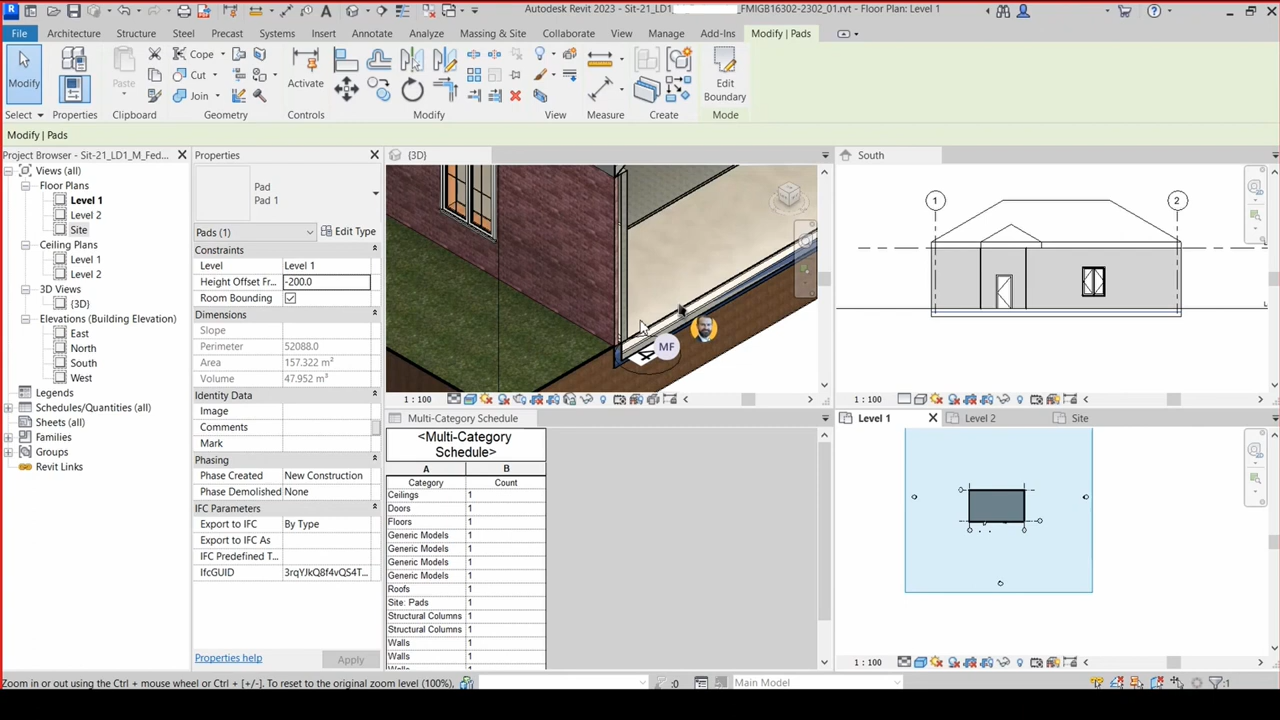 Autodesk Revit 2023 - Sit-21_LD1_ _FMIGB16302-2302_01.rvt - Floor Plan: Level 1
File Architecture Structure Steel Precast Systems Insert Annotate Analyze Massing & Site Collaborate View Manage Add-Ins Modify | Pads
Modify Paste Cope Cut Join Activate Edit Boundary
Select Properties Clipboard Geometry Controls Modify View Measure Create Mode
Modify | Pads
Project Browser - Sit-21_LD1_M_Fed...
Views (all)
Floor Plans
Level 1
Level 2
Site
Ceiling Plans
Level 1
Level 2
3D Views
{3D}
Elevations (Building Elevation)
East
North
South
West
Legends
Schedules/Quantities (all)
Sheets (all)
Families
Groups
Revit Links
Properties
Pad
Pad 1
Pads (1) Edit Type
Constraints
Level Level 1
Height Offset Fr... -200.0
Room Bounding
Dimensions
Slope
Perimeter 52088.0
Area 157.322 m²
Volume 47.952 m³
Identity Data
Image
Comments
Mark
Phasing
Phase Created New Construction
Phase Demolished None
IFC Parameters
Export to IFC By Type
Export to IFC As
IFC Predefined T...
IfcGUID 3rqYJkQ8f4vQS4T...
Properties help Apply
{3D}
MF
4
1 : 100
South
1 2
1 : 100
Multi-Category Schedule
<Multi-Category
Schedule>
A B
Category Count
Ceilings 1
Doors 1
Floors 1
Generic Models 1
Generic Models 1
Generic Models 1
Generic Models 1
Roofs 1
Site: Pads 1
Structural Columns 1
Structural Columns 1
Walls 1
Walls 1
Walls 1
Level 1 Level 2 Site
1 : 100
Zoom in or out using the Ctrl + mouse wheel or Ctrl + [+/-]. To reset to the original zoom level (100%), :0 Main Model :1